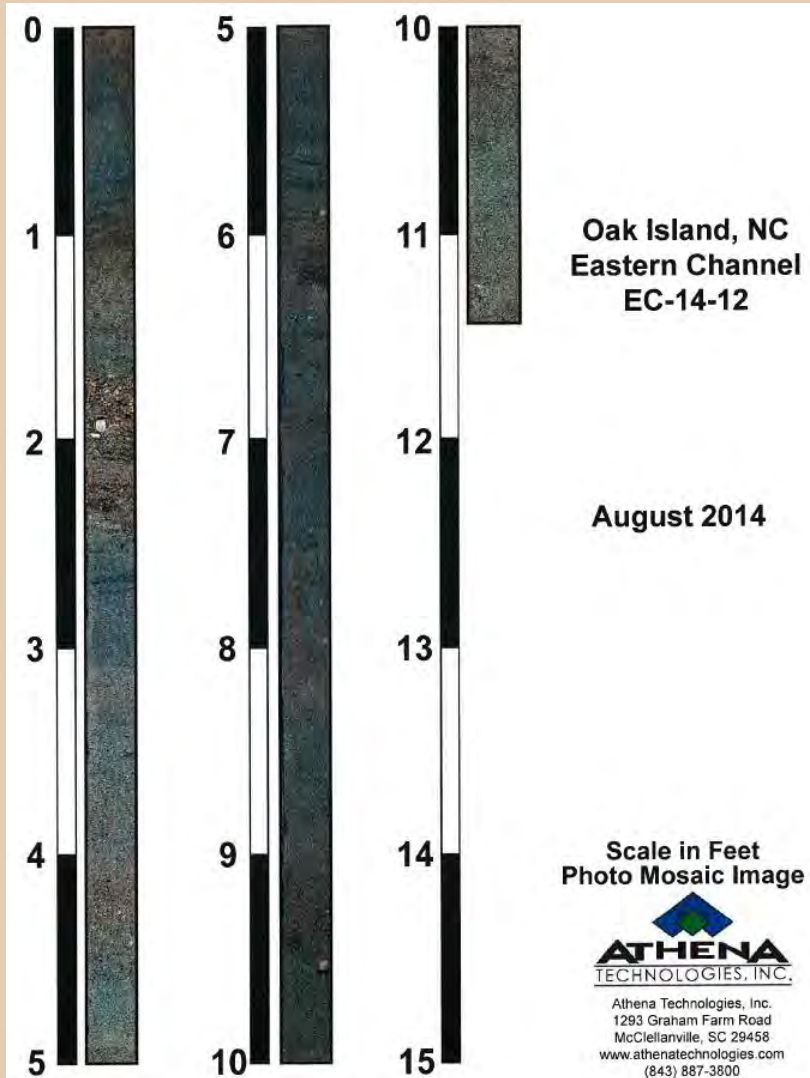 0
1
2
3
4
5
5
6
7
8
9
10
10
11
12
13
14
15
Oak Island, NC
Eastern Channel
EC-14-12
August 2014
Scale in Feet
Photo Mosaic Image
ATHENA
TECHNOLOGIES, INC.
Athena Technologies, Inc.
1293 Graham Farm Road
McClellanville, SC 29458
www.athenatechnologies.com
(843) 887-3800